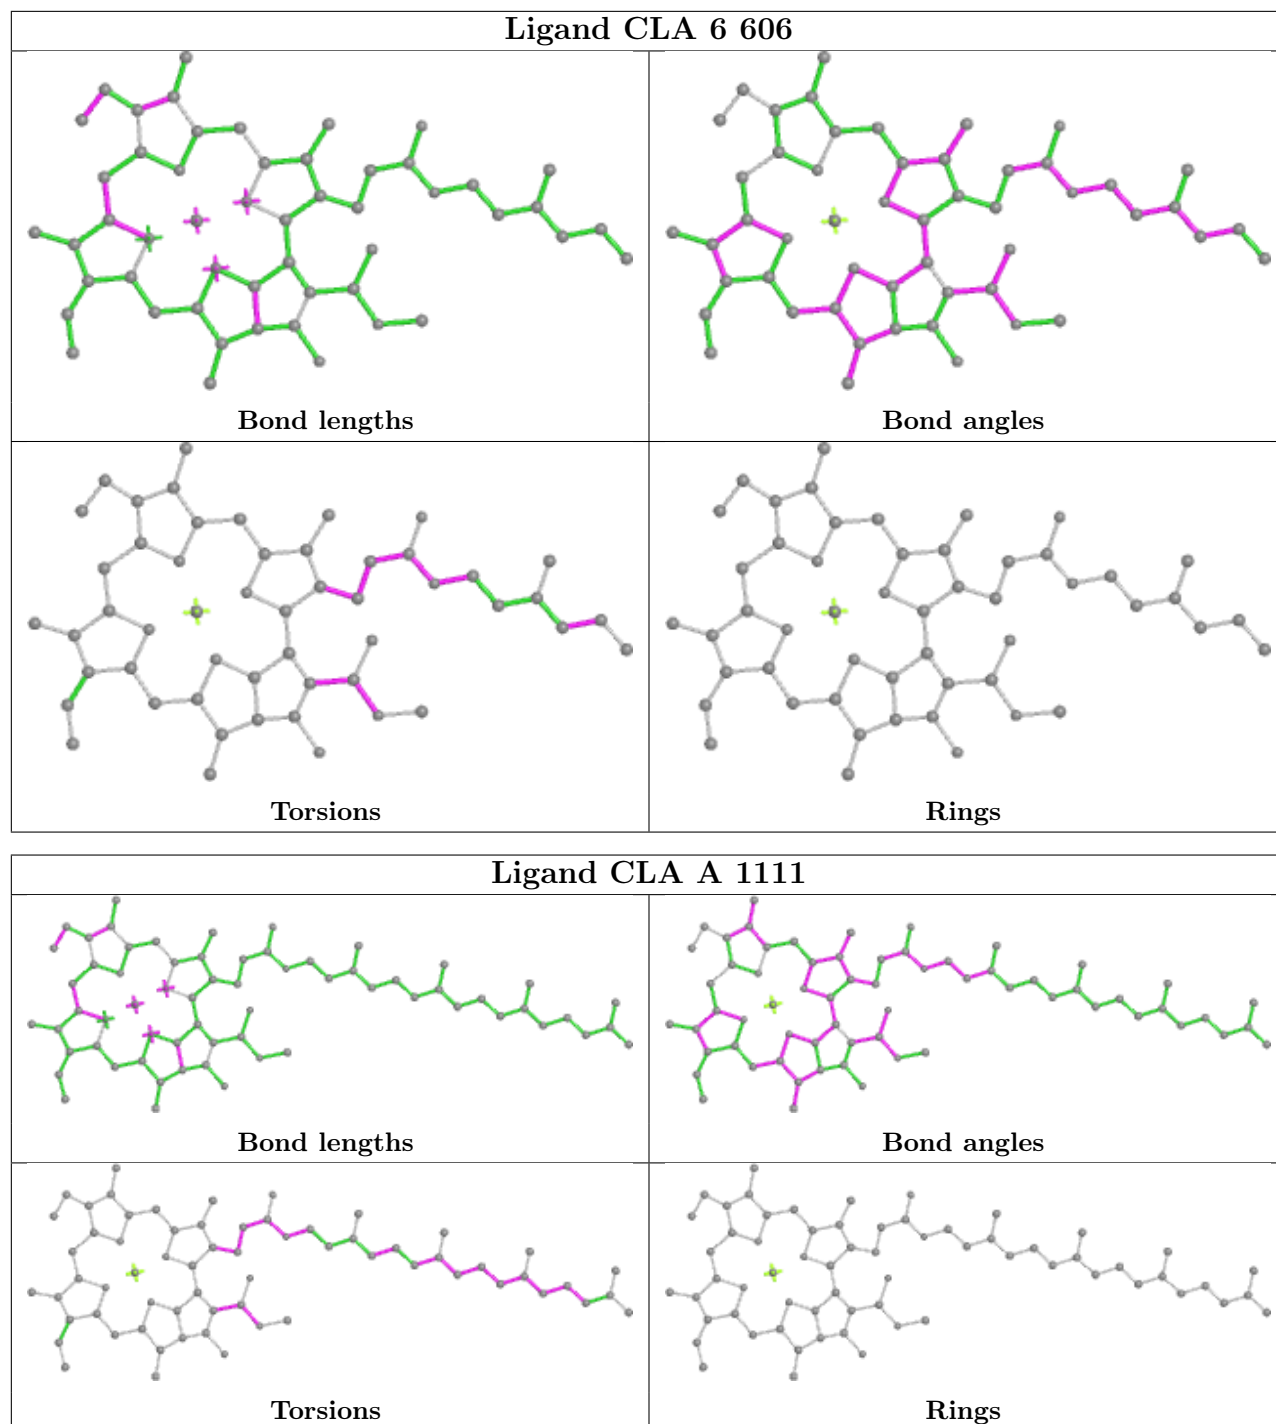 Ligand CLA 6 606
Bond lengths
Bond angles
Torsions
Rings
Ligand CLA A 1111
Bond lengths
Bond angles
Torsions
Rings